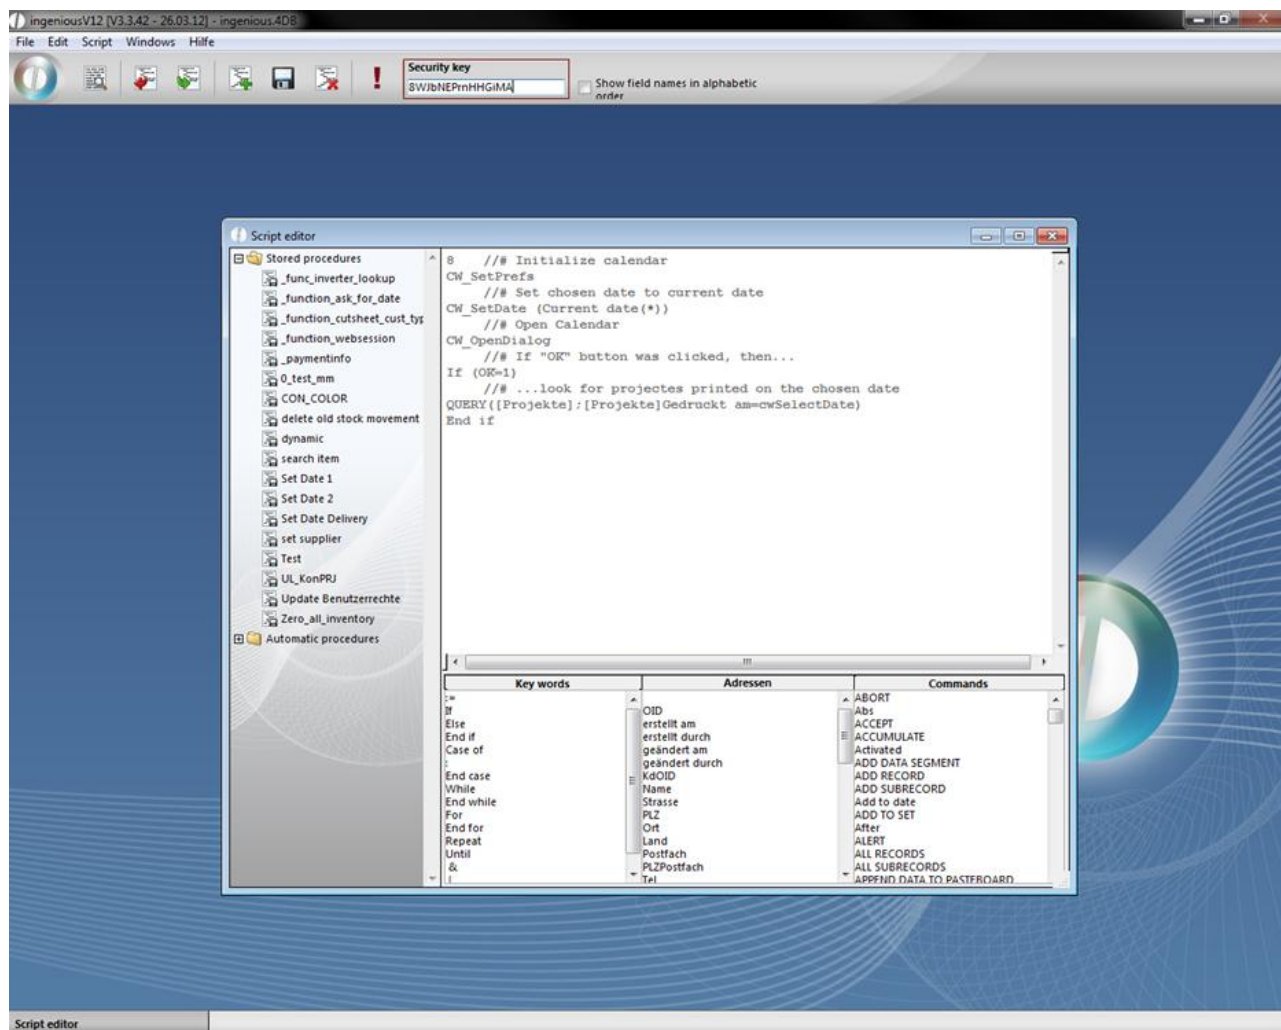 ingeniousV12 [V3.3.42 - 26.03.12] - ingenious.4DB
File Edit Script Windows Hilfe
Security key
8WJbNEPrnHHGiMA
Show field names in alphabetic
order
Script editor
Stored procedures
_func_inverter_lookup
_function_ask_for_date
_function_cutsheet_cust_typ
_function_websession
_paymentinfo
0_test_mm
CON_COLOR
delete old stock movement
dynamic
search item
Set Date 1
Set Date 2
Set Date Delivery
set supplier
Test
UL_KonPRJ
Update Benutzerrechte
Zero_all_inventory
Automatic procedures
8 //# Initialize calendar
CW_SetPrefs
//# Set chosen date to current date
CW_SetDate (Current date(*))
//# Open Calendar
CW_OpenDialog
//# If "OK" button was clicked, then...
If (OK=1)
//# ...look for projectes printed on the chosen date
QUERY([Projekte];[Projekte]Gedruckt am=cwSelectDate)
End if
Key words
:=
If
Else
End if
Case of
:
End case
While
End while
For
End for
Repeat
Until
&
|
Adressen
OID
erstellt am
erstellt durch
geändert am
geändert durch
KdOID
Name
Strasse
PLZ
Ort
Land
Postfach
PLZPostfach
Tel
Commands
ABORT
Abs
ACCEPT
ACCUMULATE
Activated
ADD DATA SEGMENT
ADD RECORD
ADD SUBRECORD
Add to date
ADD TO SET
After
ALERT
ALL RECORDS
ALL SUBRECORDS
APPEND DATA TO PASTEBOARD
Script editor